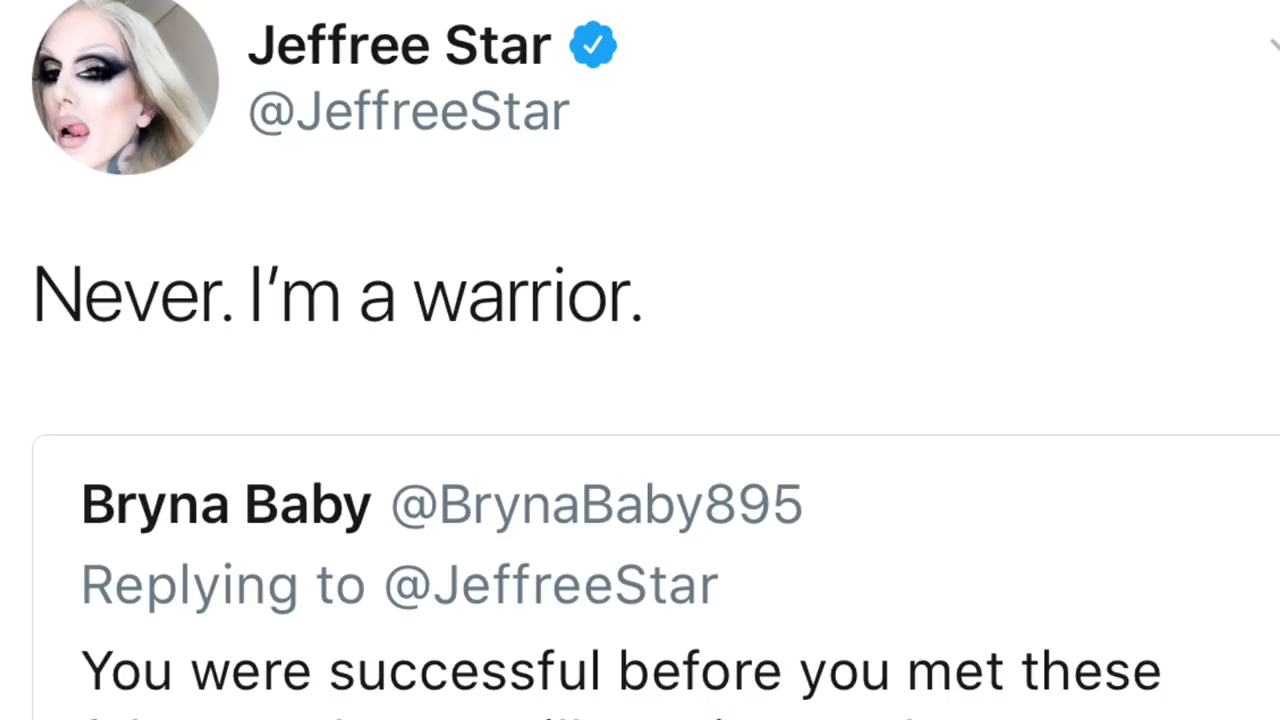 Jeffree Star
@JeffreeStar
Never. I'm a warrior.
Bryna Baby @BrynaBaby895
Replying to @JeffreeStar
You were successful before you met these